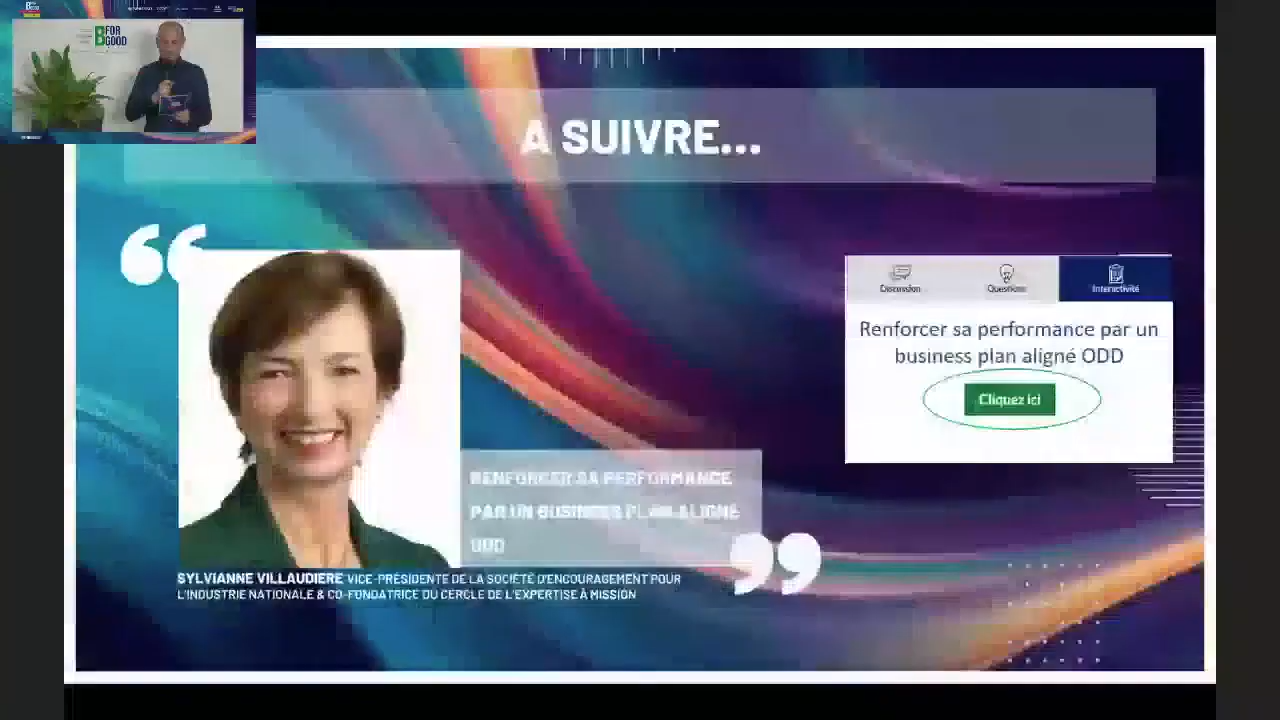 B FOR
GOOD
A SUIVRE...
Discussion
Questions
Interactivité
Renforcer sa performance par un
business plan aligné ODD
Cliquez ici
RENFORCER SA PERFORMANCE
PAR UN BUSINESS PLAN ALIGNÉ
ODD
SYLVIANNE VILLAUDIERE VICE-PRÉSIDENTE DE LA SOCIÉTÉ D'ENCOURAGEMENT POUR
L'INDUSTRIE NATIONALE & CO-FONDATRICE DU CERCLE DE L'EXPERTISE À MISSION